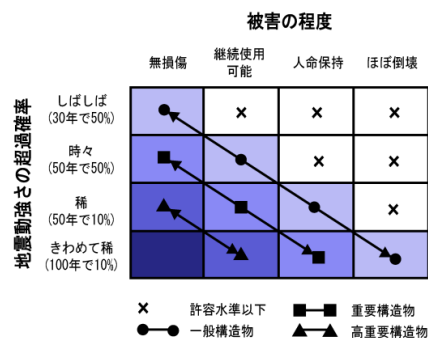 被害の程度
無損傷
継続使用
可能
人命保持
ほぼ倒壊
地震動強さの超過確率
しばしば
(30年で50%)
時々
(50年で50%)
稀
(50年で10%)
きわめて稀
(100年で10%)
許容水準以下
重要構造物
一般構造物
高重要構造物